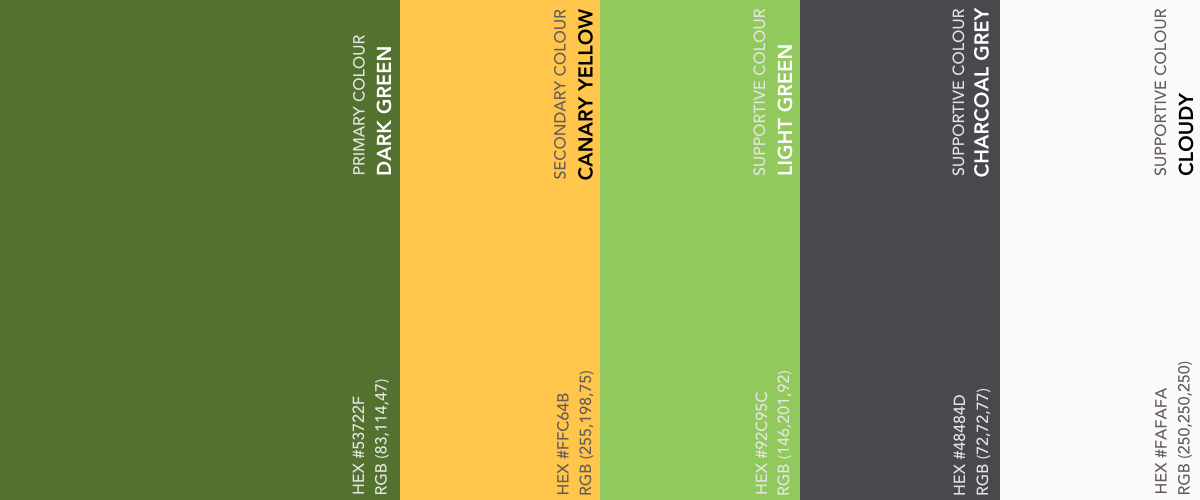 PRIMARY COLOUR
DARK GREEN
HEX #53722F
RGB (83,114,47)
SECONDARY COLOUR
CANARY YELLOW
HEX #FFC64B
RGB (255,198,75)
SUPPORTIVE COLOUR
LIGHT GREEN
HEX #92C95C
RGB (146,201,92)
SUPPORTIVE COLOUR
CHARCOAL GREY
HEX #48484D
RGB (72,72,77)
SUPPORTIVE COLOUR
CLOUDY
HEX #FAFAFA
RGB (250,250,250)